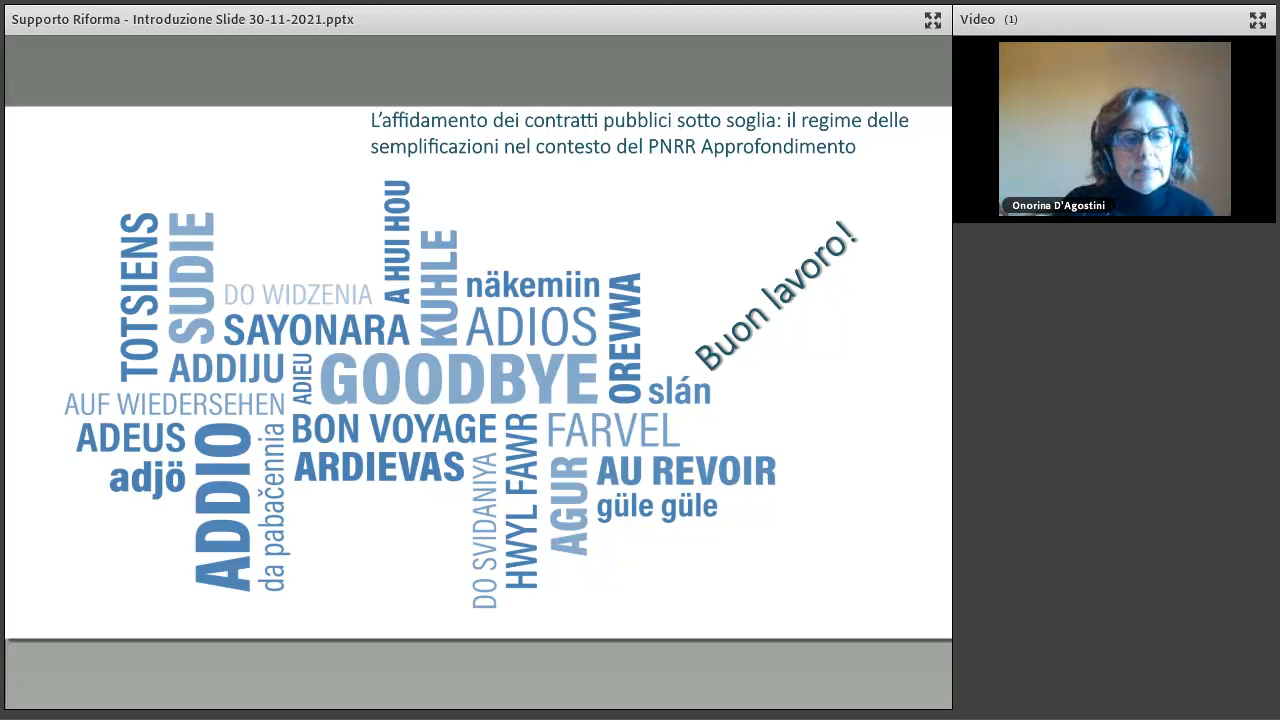 Supporto Riforma - Introduzione Slide 30-11-2021.pptx
Video (1)
L'affidamento dei contratti pubblici sotto soglia: il regime delle
semplificazioni nel contesto del PNRR Approfondimento
Onorina D'Agostini
TOTSIENS
SUDIE
DO WIDZENIA
A HUI HOU
KUHLE
näkemiin
OREVWA
Buon lavoro!
SAYONARA
ADIOS
ADDIJU
ADIEU
GOODBYE
slán
AUF WIEDERSEHEN
ADEUS
ADDIO
da pabačennia
BON VOYAGE
HWYL FAWR
FARVEL
adjö
ARDIEVAS
DO SVIDANIYA
AGUR
AU REVOIR
güle güle